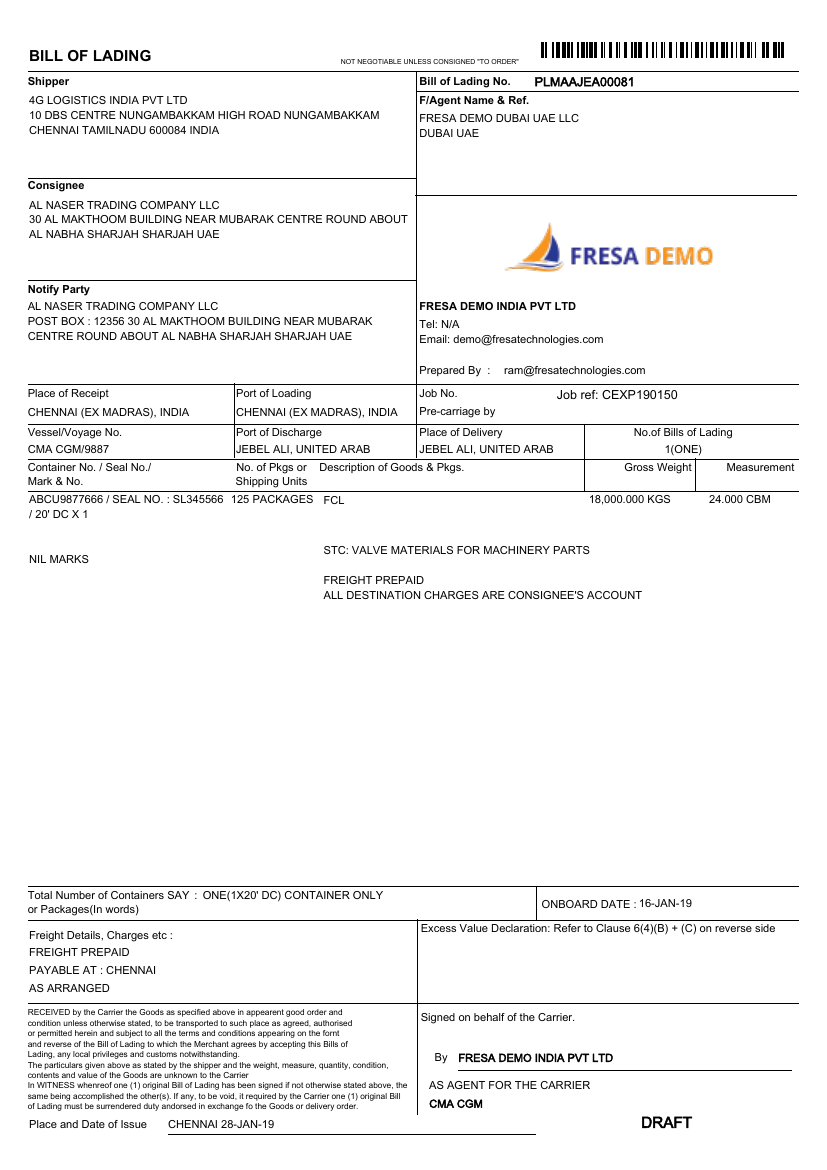 BILL OF LADING
NOT NEGOTIABLE UNLESS CONSIGNED "TO ORDER"
Shipper
4G LOGISTICS INDIA PVT LTD
10 DBS CENTRE NUNGAMBAKKAM HIGH ROAD NUNGAMBAKKAM
CHENNAI TAMILNADU 600084 INDIA
Bill of Lading No. PLMAAJEA00081
F/Agent Name & Ref.
FRESA DEMO DUBAI UAE LLC
DUBAI UAE
Consignee
AL NASER TRADING COMPANY LLC
30 AL MAKTHOOM BUILDING NEAR MUBARAK CENTRE ROUND ABOUT
AL NABHA SHARJAH SHARJAH UAE
FRESA DEMO
Notify Party
AL NASER TRADING COMPANY LLC
POST BOX : 12356 30 AL MAKTHOOM BUILDING NEAR MUBARAK
CENTRE ROUND ABOUT AL NABHA SHARJAH SHARJAH UAE
FRESA DEMO INDIA PVT LTD
Tel: N/A
Email: demo@fresatechnologies.com
Prepared By : ram@fresatechnologies.com
Place of Receipt
CHENNAI (EX MADRAS), INDIA
Port of Loading
CHENNAI (EX MADRAS), INDIA
Job No. Job ref: CEXP190150
Pre-carriage by
Vessel/Voyage No.
CMA CGM/9887
Port of Discharge
JEBEL ALI, UNITED ARAB
Place of Delivery
JEBEL ALI, UNITED ARAB
No.of Bills of Lading
1(ONE)
Container No. / Seal No./
Mark & No.
No. of Pkgs or
Shipping Units
Description of Goods & Pkgs.
Gross Weight
Measurement
ABCU9877666 / SEAL NO. : SL345566
/ 20' DC X 1
125 PACKAGES
FCL
18,000.000 KGS
24.000 CBM
NIL MARKS
STC: VALVE MATERIALS FOR MACHINERY PARTS
FREIGHT PREPAID
ALL DESTINATION CHARGES ARE CONSIGNEE'S ACCOUNT
Total Number of Containers SAY : ONE(1X20' DC) CONTAINER ONLY
or Packages(In words)
ONBOARD DATE : 16-JAN-19
Freight Details, Charges etc :
FREIGHT PREPAID
PAYABLE AT : CHENNAI
AS ARRANGED
Excess Value Declaration: Refer to Clause 6(4)(B) + (C) on reverse side
RECEIVED by the Carrier the Goods as specified above in appearent good order and
condition unless otherwise stated, to be transported to such place as agreed, authorised
or permitted herein and subject to all the terms and conditions appearing on the fornt
and reverse of the Bill of Lading to which the Merchant agrees by accepting this Bills of
Lading, any local privileges and customs notwithstanding.
The particulars given above as stated by the shipper and the weight, measure, quantity, condition,
contents and value of the Goods are unknown to the Carrier
In WITNESS whenreof one (1) original Bill of Lading has been signed if not otherwise stated above, the
same being accomplished the other(s). If any, to be void, it required by the Carrier one (1) original Bill
of Lading must be surrendered duty andorsed in exchange fo the Goods or delivery order.
Signed on behalf of the Carrier.
By FRESA DEMO INDIA PVT LTD
AS AGENT FOR THE CARRIER
CMA CGM
Place and Date of Issue CHENNAI 28-JAN-19
DRAFT